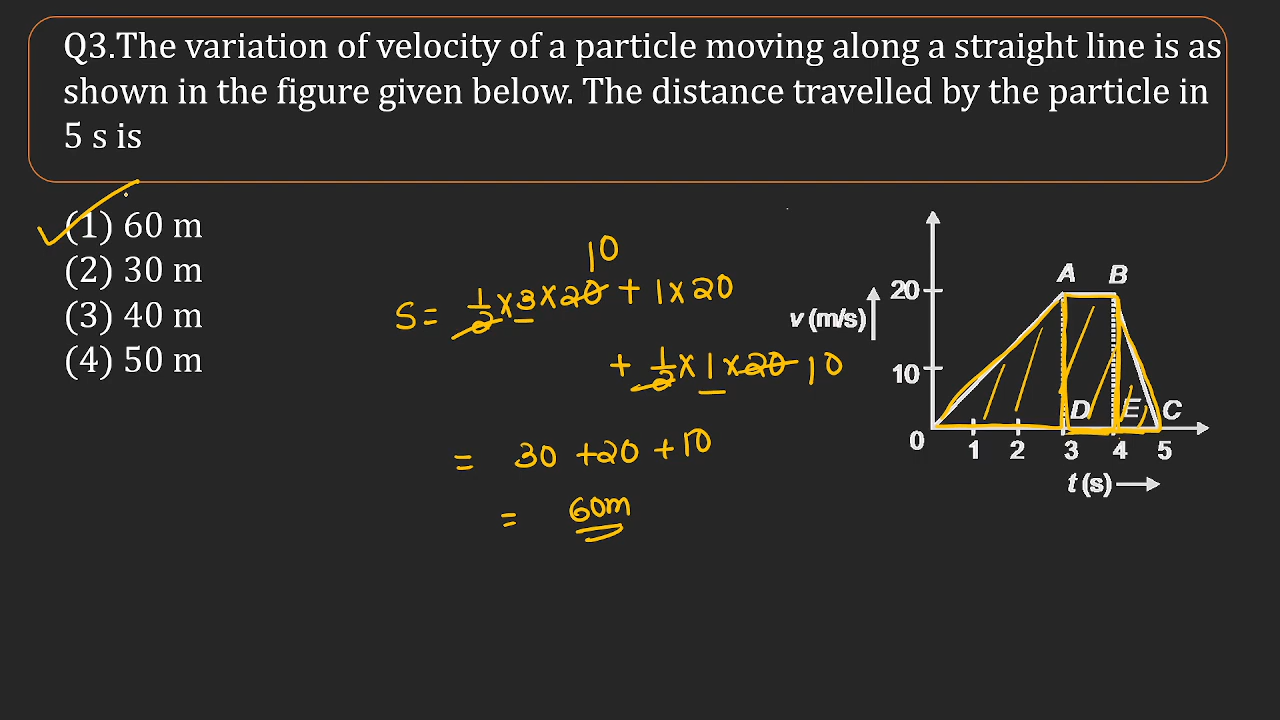 Q3.The variation of velocity of a particle moving along a straight line is as
shown in the figure given below. The distance travelled by the particle in
5 s is
(1) 60 m
(2) 30 m
(3) 40 m
(4) 50 m
10
S = 1/2 × 3 × 20 + 1 × 20
+ 1/2 × 1 × 20 10
= 30 + 20 + 10
= 60m
A B
20
v (m/s)
10
D E C
0 1 2 3 4 5
t (s)